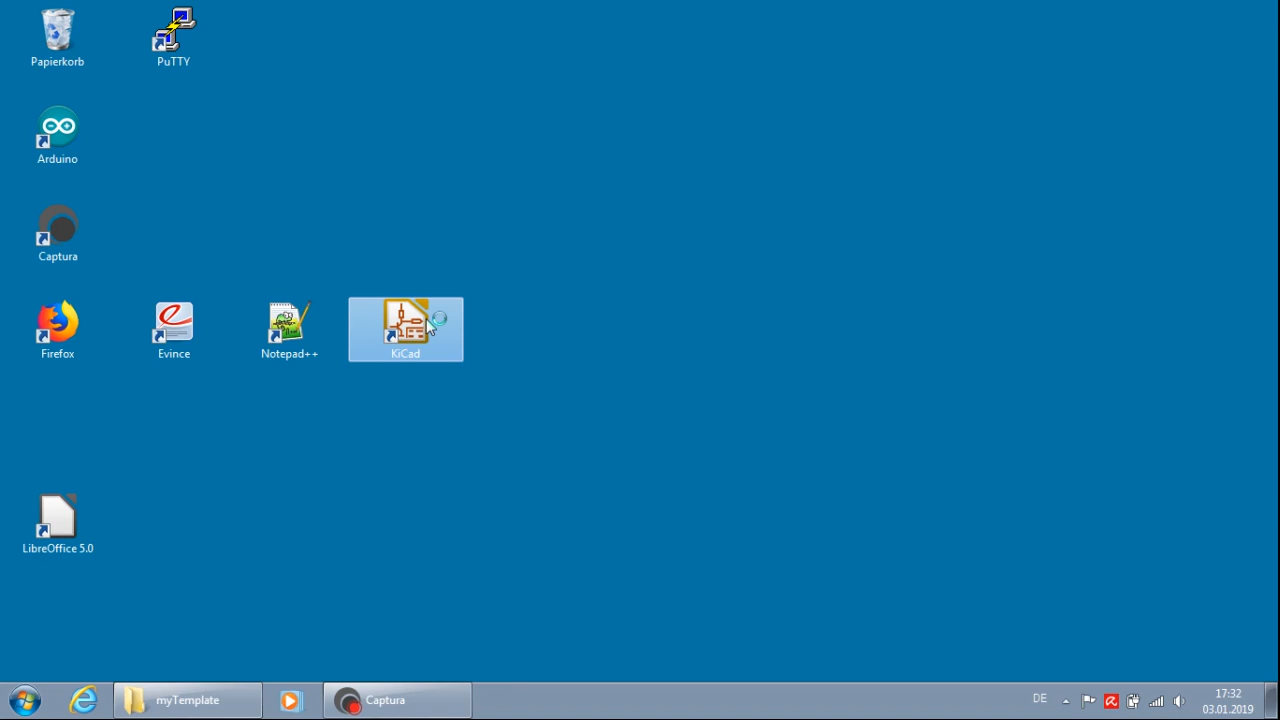 Papierkorb
PuTTY
Arduino
Captura
Firefox
Evince
Notepad++
KiCad
LibreOffice 5.0
myTemplate
Captura
DE
17:32
03.01.2019